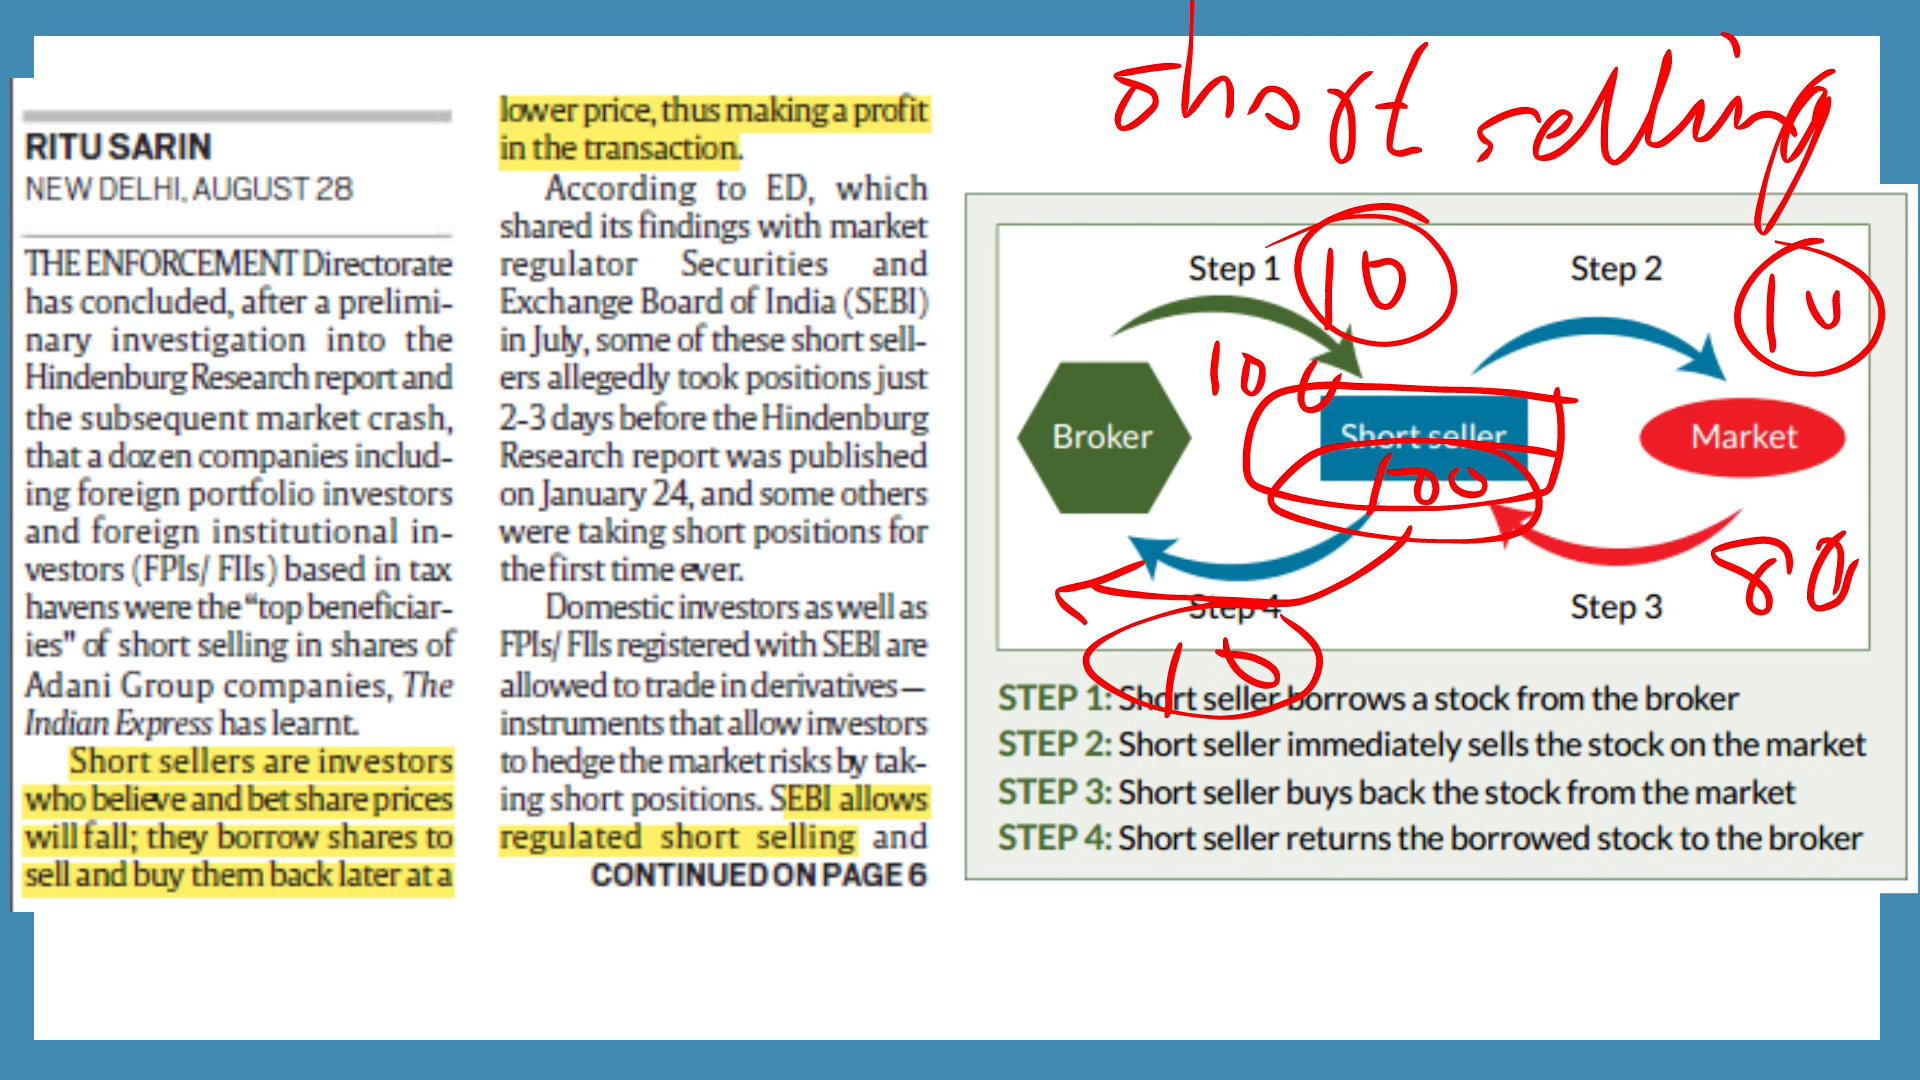 RITU SARIN
NEW DELHI, AUGUST 28
THE ENFORCEMENT Directorate
has concluded, after a prelimi-
nary investigation into the
Hindenburg Research report and
the subsequent market crash,
that a dozen companies includ-
ing foreign portfolio investors
and foreign institutional in-
vestors (FPIs/ FIIs) based in tax
havens were the “top beneficiar-
ies" of short selling in shares of
Adani Group companies, The
Indian Express has learnt.
Short sellers are investors
who believe and bet share prices
will fall; they borrow shares to
sell and buy them back later at a
lower price, thus making a profit
in the transaction.
According to ED, which
shared its findings with market
regulator Securities and
Exchange Board of India (SEBI)
in July, some of these short sell-
ers allegedly took positions just
2-3 days before the Hindenburg
Research report was published
on January 24, and some others
were taking short positions for
the first time ever.
Domestic investors as well as
FPIs/ FIIs registered with SEBI are
allowed to trade in derivatives—
instruments that allow investors
to hedge the market risks by tak-
ing short positions. SEBI allows
regulated short selling and
CONTINUED ON PAGE 6
short selling
Step 1 10 Step 2 10
100
Broker Short seller Market
100
80
Step 4 Step 3
10
STEP 1: Short seller borrows a stock from the broker
STEP 2: Short seller immediately sells the stock on the market
STEP 3: Short seller buys back the stock from the market
STEP 4: Short seller returns the borrowed stock to the broker